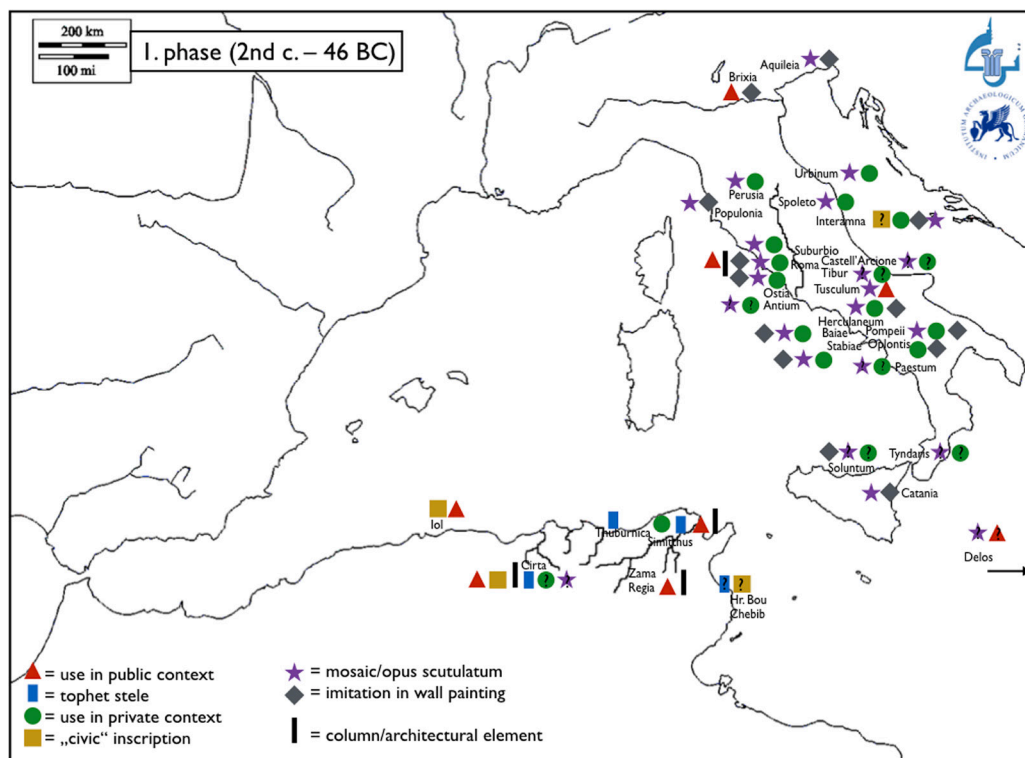 200 km
100 mi
1. phase (2nd c. – 46 BC)
Aquileia
Brixia
Urbinum
Perusia
Spoleto
Populonia
Interamna
?
Suburbio
Roma
Castell'Arcione
? ?
Tibur
? ?
Tusculum
Ostia
Antium
? ?
Herculaneum
Baiae
Pompeii
Stabiae
Oplontis
? ?
Paestum
? ?
Soluntum
Tyndaris
? ?
Catania
Iol
Thuburnica
Simitthus
? ?
Delos
Cirta
? ?
Zama
Regia
? ?
Hr. Bou
Chebib
= use in public context
= tophet stele
= use in private context
= „civic“ inscription
= mosaic/opus scutulatum
= imitation in wall painting
= column/architectural element